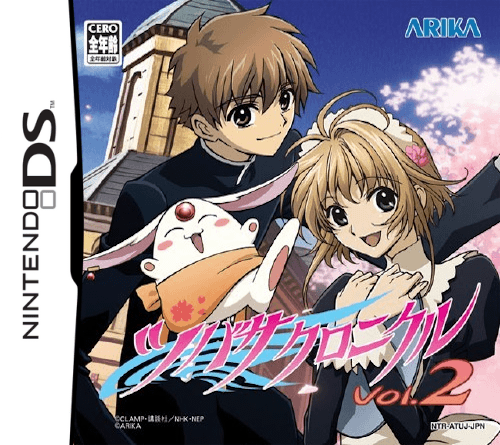 CERO
全年齢
全年齢対象
ARIKA
NINTENDO DS™
ツバサクロニクル
vol.2
©CLAMP・講談社／NHK・NEP
©ARIKA
NTR-ATUJ-JPN